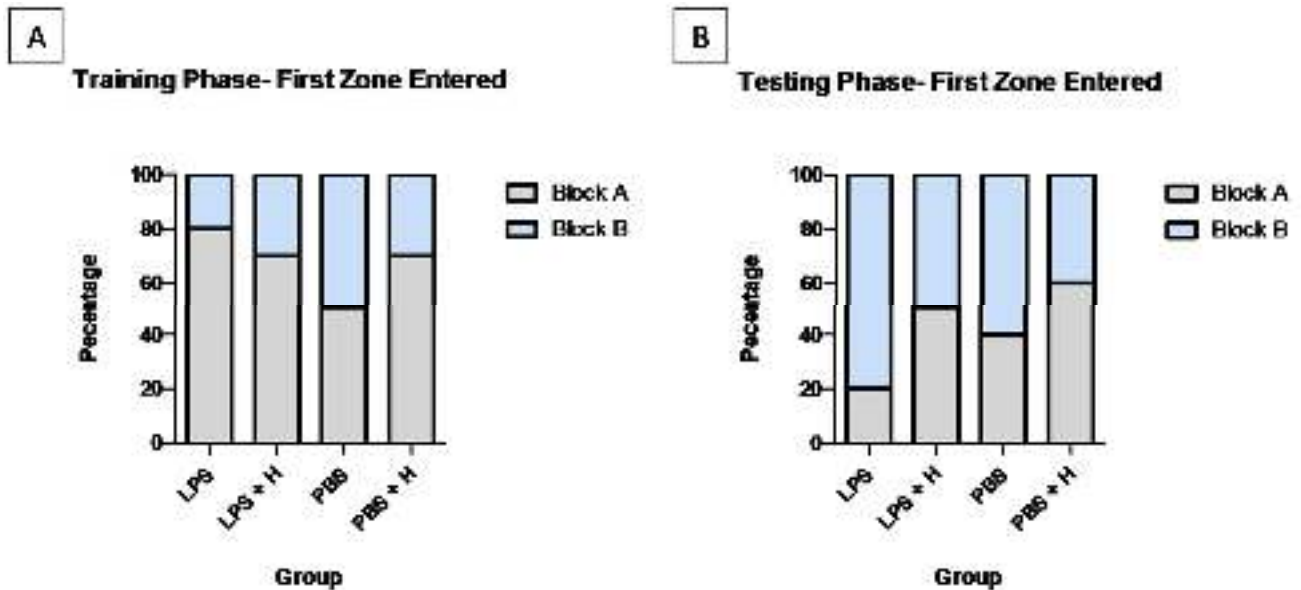 A
Training Phase- First Zone Entered
100
80
60
40
20
0
Pecentage
LPS
LPS + H
PBS
PBS + H
Group
Block A
Block B
B
Testing Phase- First Zone Entered
100
80
60
40
20
0
Pecentage
LPS
LPS + H
PBS
PBS + H
Group
Block A
Block B